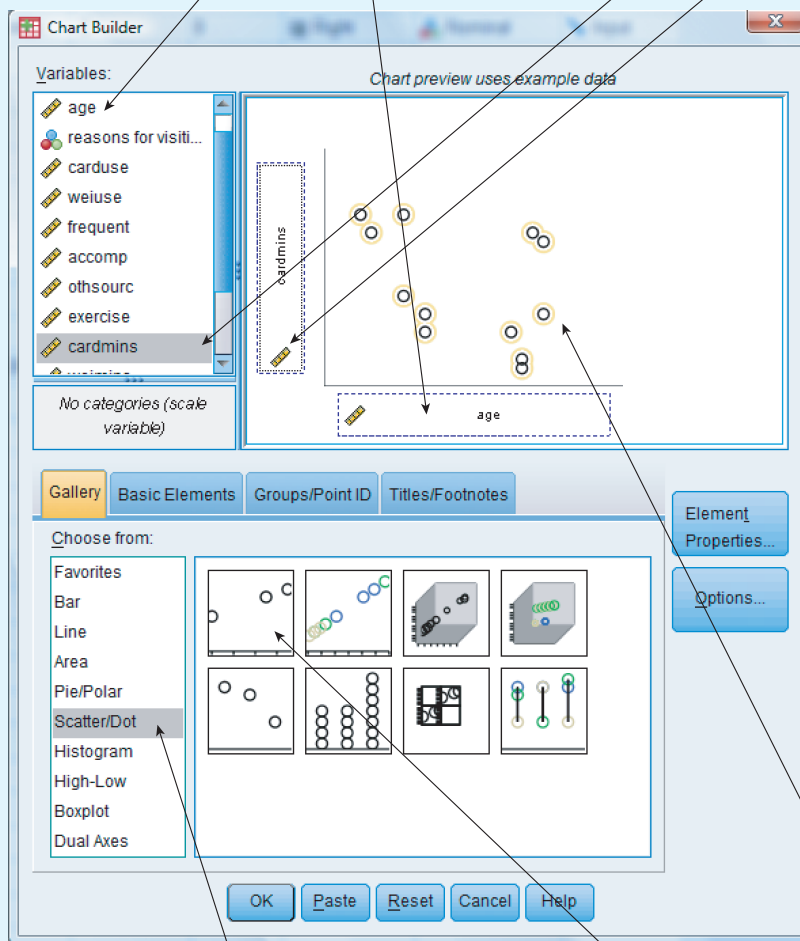 Chart Builder
Variables:
Chart preview uses example data
age
reasons for visiti...
carduse
weiuse
frequent
accomp
othsourc
exercise
cardmins
No categories (scale
variable)
cardmins
age
Gallery
Basic Elements
Groups/Point ID
Titles/Footnotes
Choose from:
Favorites
Bar
Line
Area
Pie/Polar
Scatter/Dot
Histogram
High-Low
Boxplot
Dual Axes
Element
Properties...
Options...
OK
Paste
Reset
Cancel
Help